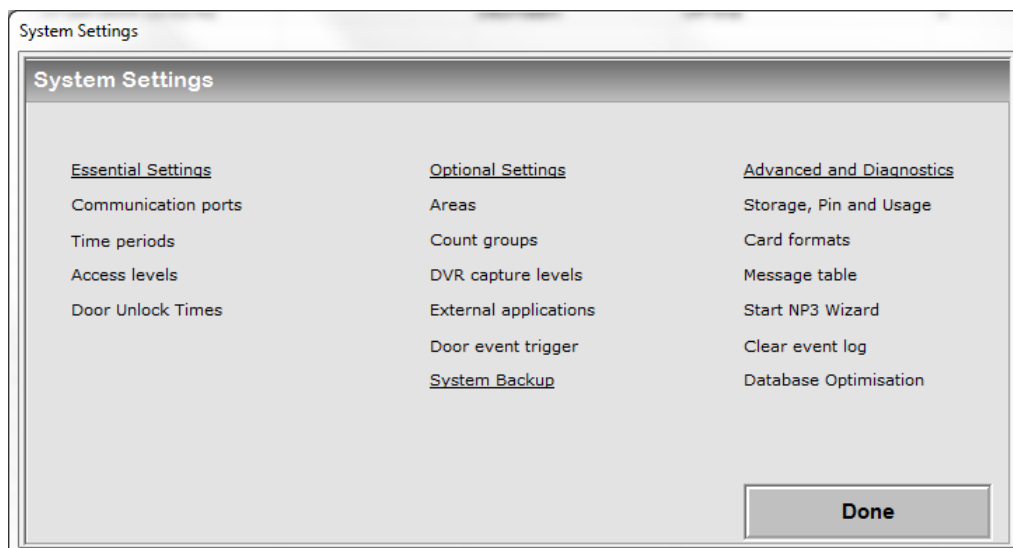 System Settings
System Settings
Essential Settings
Communication ports
Time periods
Access levels
Door Unlock Times
Optional Settings
Areas
Count groups
DVR capture levels
External applications
Door event trigger
System Backup
Advanced and Diagnostics
Storage, Pin and Usage
Card formats
Message table
Start NP3 Wizard
Clear event log
Database Optimisation
Done